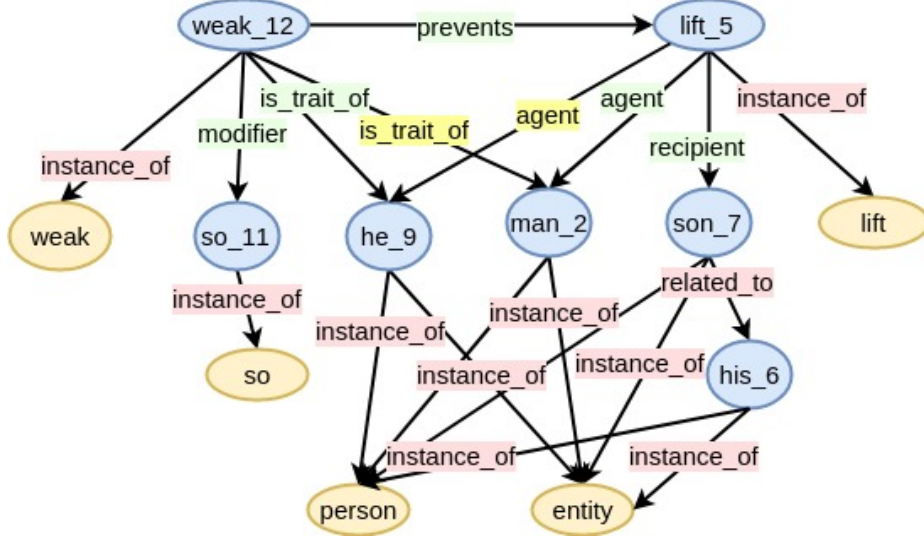 weak_12
prevents
lift_5
is_trait_of
agent
agent
instance_of
is_trait_of
modifier
recipient
instance_of
weak
so_11
he_9
man_2
son_7
lift
related_to
instance_of
instance_of
instance_of
instance_of
instance_of
so
his_6
instance_of
instance_of
person
entity